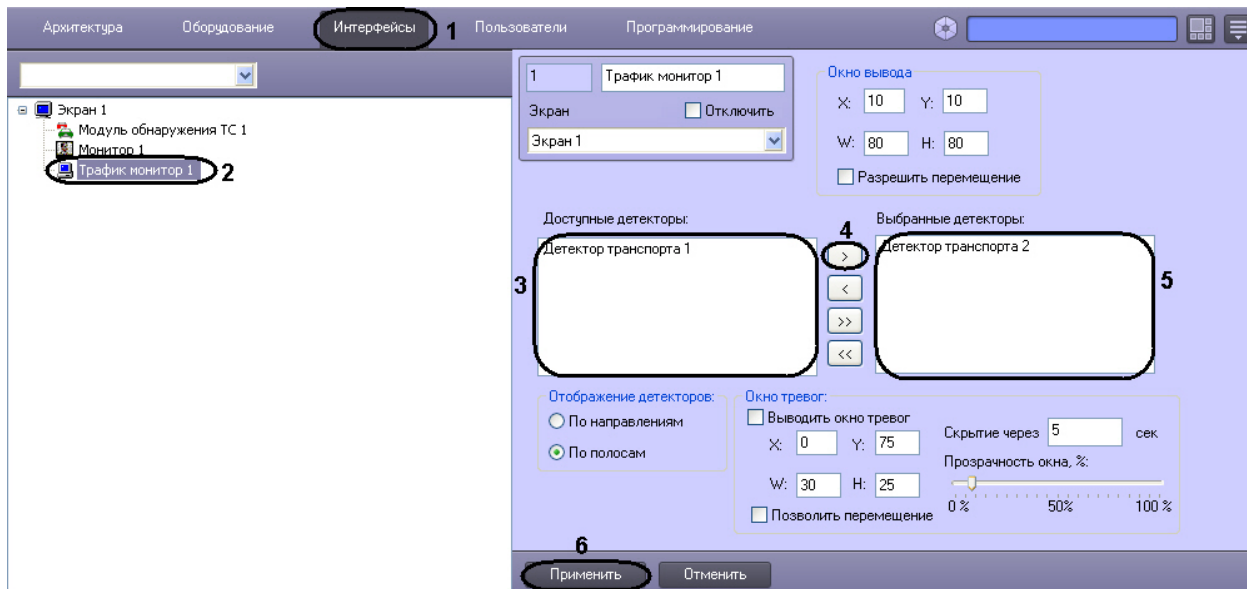 Архитектура Оборудование Интерфейсы 1 Пользователи Программирование
Экран 1
Модуль обнаружения ТС 1
Монитор 1
Трафик монитор 1 2
1 Трафик монитор 1
Экран Отключить
Экран 1
Окно вывода
X: 10 Y: 10
W: 80 H: 80
Разрешить перемещение
Доступные детекторы:
Детектор транспорта 1
3
4
>
<
>>
<<
Выбранные детекторы:
Детектор транспорта 2
5
Отображение детекторов:
По направлениям
По полосам
Окно тревог:
Выводить окно тревог
X: 0 Y: 75
W: 30 H: 25
Позволить перемещение
Скрытие через 5 сек
Прозрачность окна, %:
0 % 50% 100 %
6
Применить Отменить